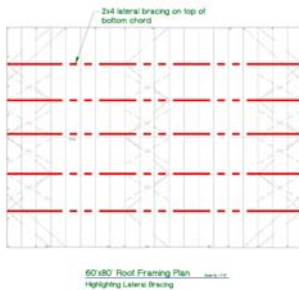 2x4 lateral bracing on top of
bottom chord
60'x80' Roof Framing Plan
Highlighting Lateral Bracing